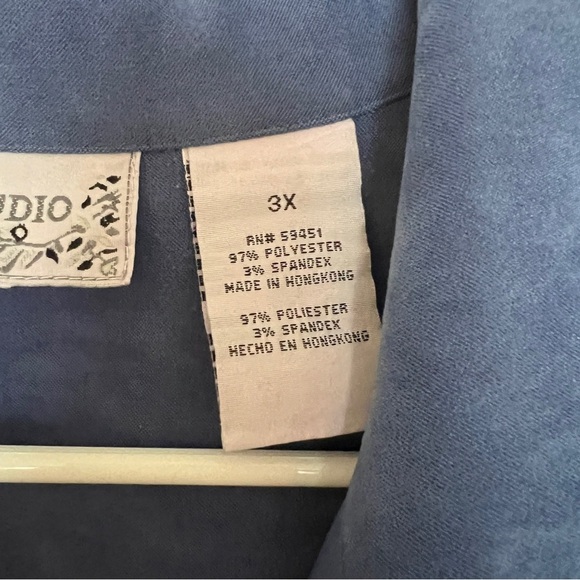 UDIO
3X
RN# 59451
97% POLYESTER
3% SPANDEX
MADE IN HONGKONG
97% POLIESTER
3% SPANDEX
HECHO EN HONGKONG